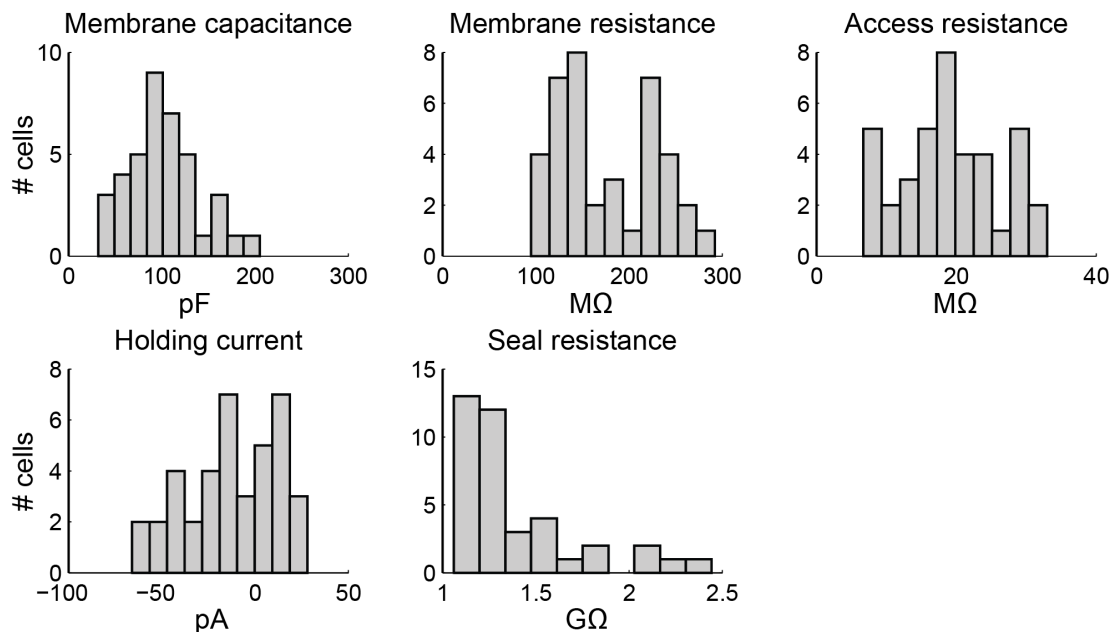 Membrane capacitance
10
5
0
# cells
0 100 200 300
pF
Membrane resistance
8
6
4
2
0
0 100 200 300
MΩ
Access resistance
8
6
4
2
0
0 20 40
MΩ
Holding current
8
6
4
2
0
# cells
−100 −50 0 50
pA
Seal resistance
15
10
5
0
1 1.5 2 2.5
GΩ